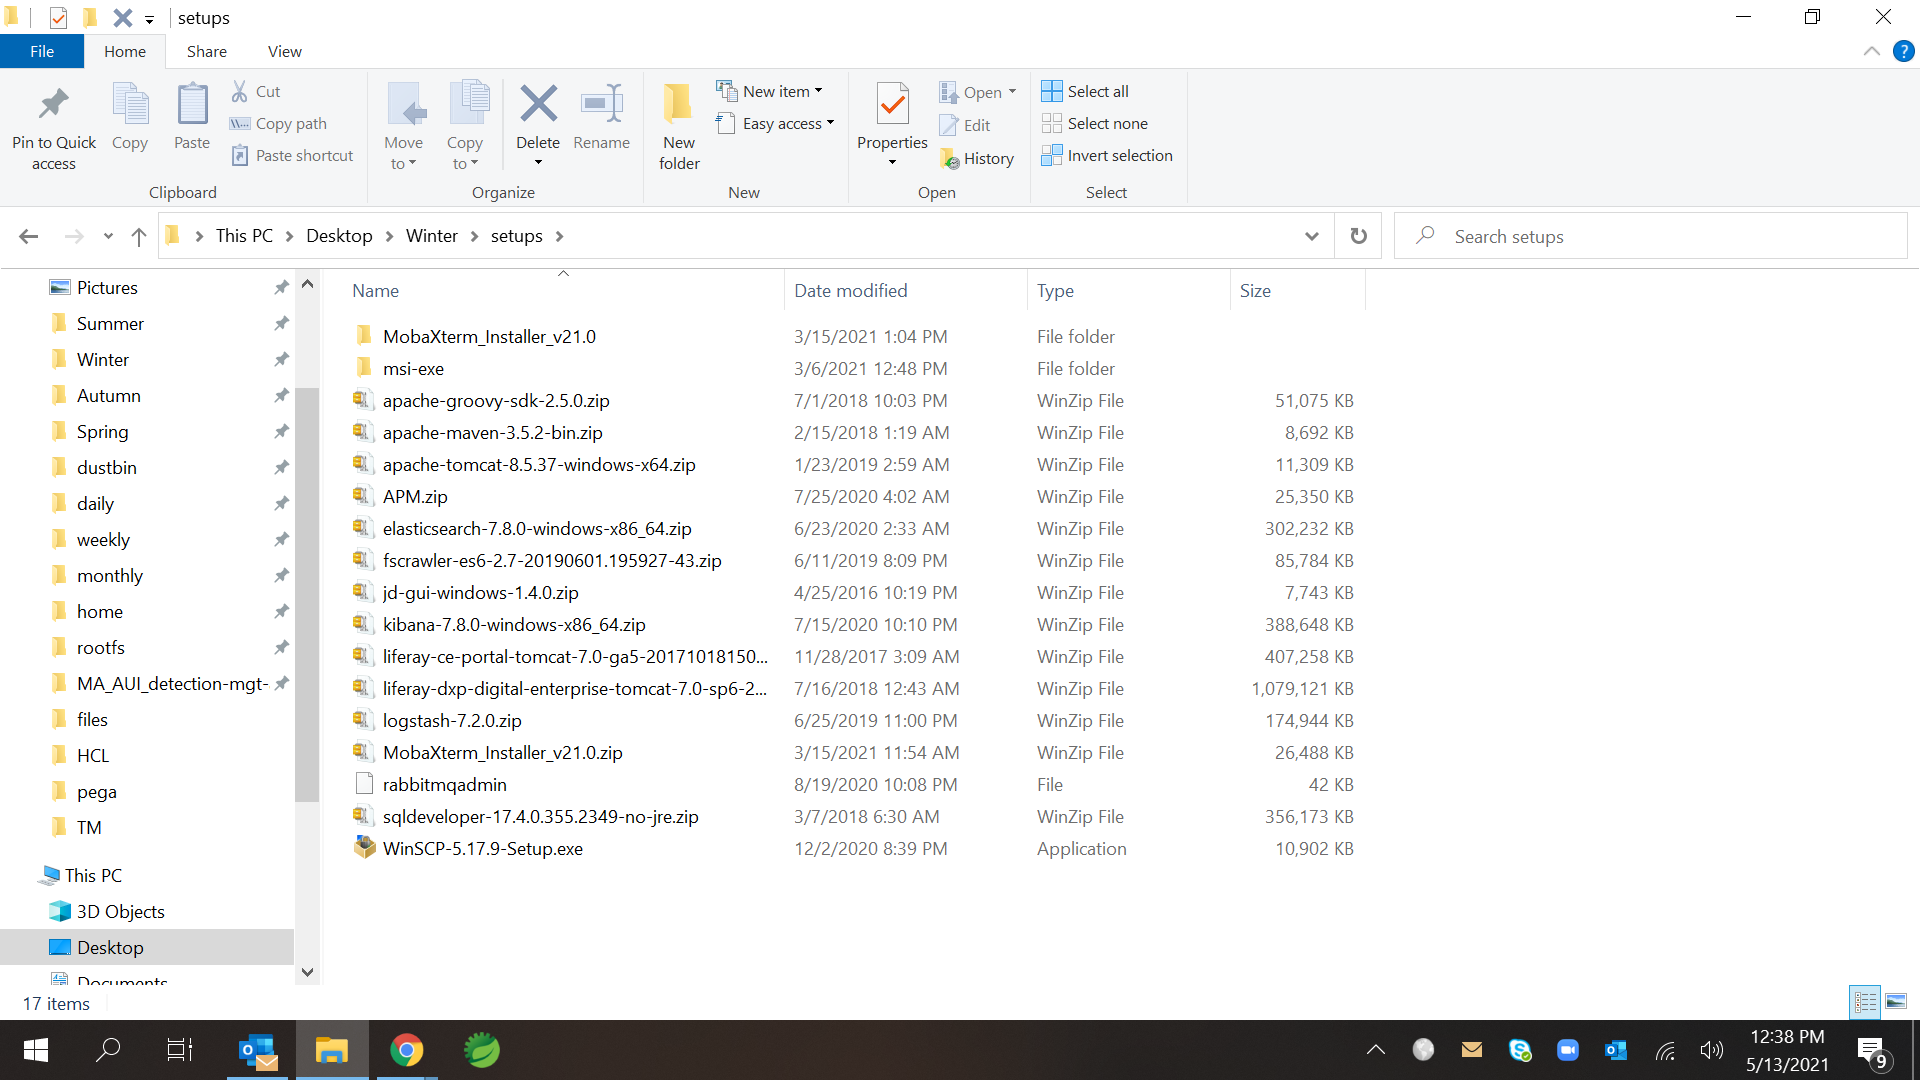 setups
File Home Share View
Pin to Quick access
Copy
Paste
Cut
Copy path
Paste shortcut
Clipboard
Move to
Copy to
Delete
Rename
Organize
New folder
New item
Easy access
New
Properties
Open
Edit
History
Open
Select all
Select none
Invert selection
Select
This PC Desktop Winter setups
Search setups
Pictures
Summer
Winter
Autumn
Spring
dustbin
daily
weekly
monthly
home
rootfs
MA_AUI_detection-mgt-
files
HCL
pega
TM
This PC
3D Objects
Desktop
Documents
Name Date modified Type Size
MobaXterm_Installer_v21.0 3/15/2021 1:04 PM File folder
msi-exe 3/6/2021 12:48 PM File folder
apache-groovy-sdk-2.5.0.zip 7/1/2018 10:03 PM WinZip File 51,075 KB
apache-maven-3.5.2-bin.zip 2/15/2018 1:19 AM WinZip File 8,692 KB
apache-tomcat-8.5.37-windows-x64.zip 1/23/2019 2:59 AM WinZip File 11,309 KB
APM.zip 7/25/2020 4:02 AM WinZip File 25,350 KB
elasticsearch-7.8.0-windows-x86_64.zip 6/23/2020 2:33 AM WinZip File 302,232 KB
fscrawler-es6-2.7-20190601.195927-43.zip 6/11/2019 8:09 PM WinZip File 85,784 KB
jd-gui-windows-1.4.0.zip 4/25/2016 10:19 PM WinZip File 7,743 KB
kibana-7.8.0-windows-x86_64.zip 7/15/2020 10:10 PM WinZip File 388,648 KB
liferay-ce-portal-tomcat-7.0-ga5-20171018150... 11/28/2017 3:09 AM WinZip File 407,258 KB
liferay-dxp-digital-enterprise-tomcat-7.0-sp6-2... 7/16/2018 12:43 AM WinZip File 1,079,121 KB
logstash-7.2.0.zip 6/25/2019 11:00 PM WinZip File 174,944 KB
MobaXterm_Installer_v21.0.zip 3/15/2021 11:54 AM WinZip File 26,488 KB
rabbitmqadmin 8/19/2020 10:08 PM File 42 KB
sqldeveloper-17.4.0.355.2349-no-jre.zip 3/7/2018 6:30 AM WinZip File 356,173 KB
WinSCP-5.17.9-Setup.exe 12/2/2020 8:39 PM Application 10,902 KB
17 items
12:38 PM
5/13/2021
9